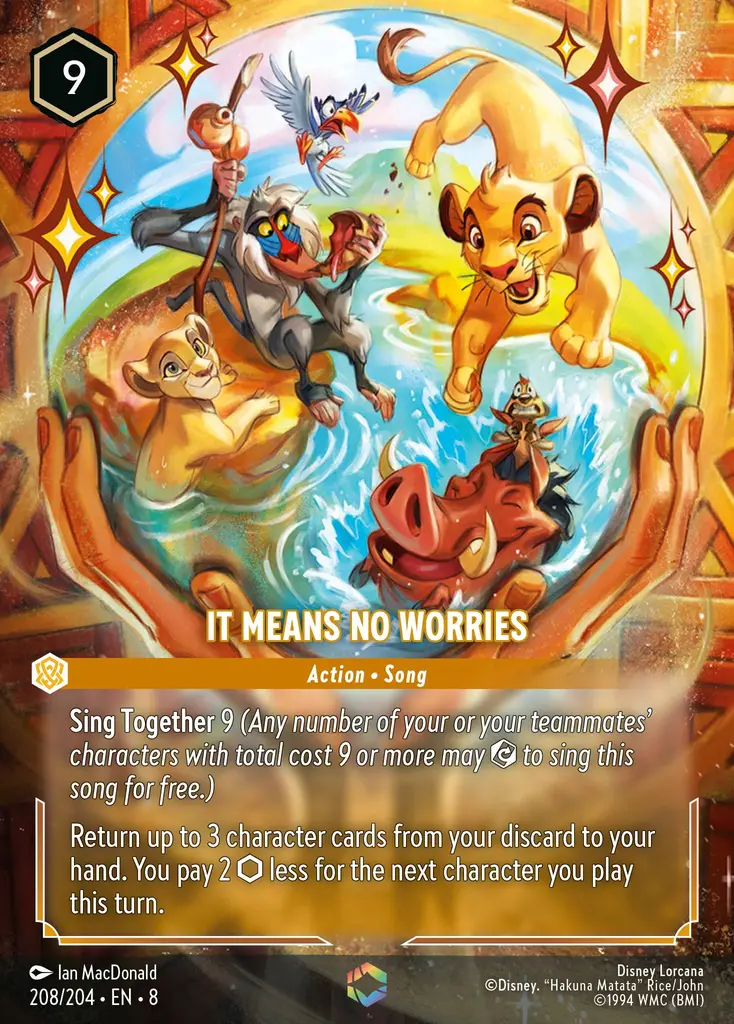 9
IT MEANS NO WORRIES
Action • Song
Sing Together 9 (Any number of your or your teammates’
characters with total cost 9 or more may to sing this
song for free.)
Return up to 3 character cards from your discard to your
hand. You pay 2 less for the next character you play
this turn.
Ian MacDonald
208/204 • EN • 8
Disney Lorcana
©Disney. “Hakuna Matata” Rice/John
©1994 WMC (BMI)